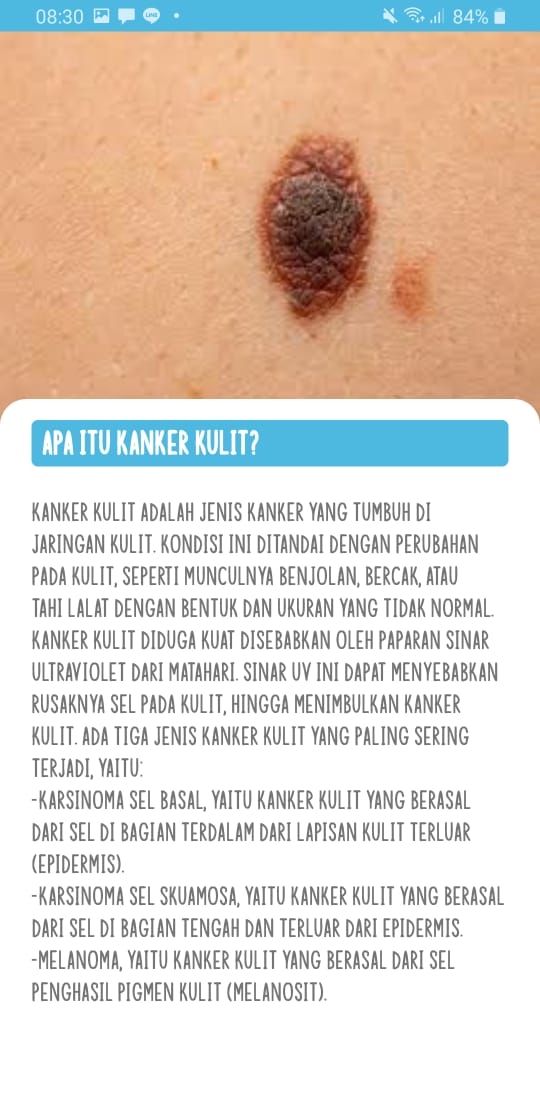 08:30 LINE 84%
APA ITU KANKER KULIT?
KANKER KULIT ADALAH JENIS KANKER YANG TUMBUH DI
JARINGAN KULIT. KONDISI INI DITANDAI DENGAN PERUBAHAN
PADA KULIT, SEPERTI MUNCULNYA BENJOLAN, BERCAK, ATAU
TAHI LALAT DENGAN BENTUK DAN UKURAN YANG TIDAK NORMAL.
KANKER KULIT DIDUGA KUAT DISEBABKAN OLEH PAPARAN SINAR
ULTRAVIOLET DARI MATAHARI. SINAR UV INI DAPAT MENYEBABKAN
RUSAKNYA SEL PADA KULIT, HINGGA MENIMBULKAN KANKER
KULIT. ADA TIGA JENIS KANKER KULIT YANG PALING SERING
TERJADI, YAITU:
-KARSINOMA SEL BASAL, YAITU KANKER KULIT YANG BERASAL
DARI SEL DI BAGIAN TERDALAM DARI LAPISAN KULIT TERLUAR
(EPIDERMIS).
-KARSINOMA SEL SKUAMOSA, YAITU KANKER KULIT YANG BERASAL
DARI SEL DI BAGIAN TENGAH DAN TERLUAR DARI EPIDERMIS.
-MELANOMA, YAITU KANKER KULIT YANG BERASAL DARI SEL
PENGHASIL PIGMEN KULIT (MELANOSIT).